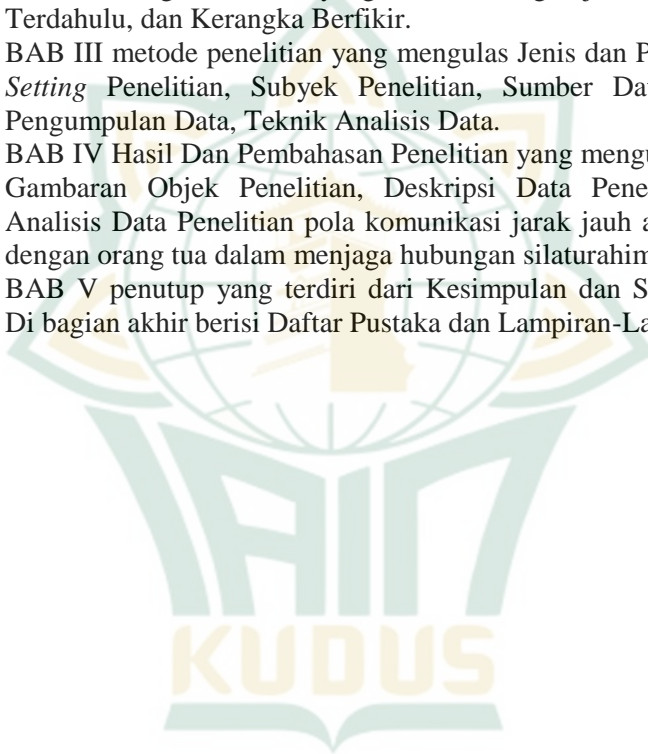 Terdahulu, dan Kerangka Berfikir.
BAB III metode penelitian yang mengulas Jenis dan P
Setting Penelitian, Subyek Penelitian, Sumber Da
Pengumpulan Data, Teknik Analisis Data.
BAB IV Hasil Dan Pembahasan Penelitian yang mengu
Gambaran Objek Penelitian, Deskripsi Data Pene
Analisis Data Penelitian pola komunikasi jarak jauh a
dengan orang tua dalam menjaga hubungan silaturahim
BAB V penutup yang terdiri dari Kesimpulan dan S
Di bagian akhir berisi Daftar Pustaka dan Lampiran-La
IAIN
KUDUS